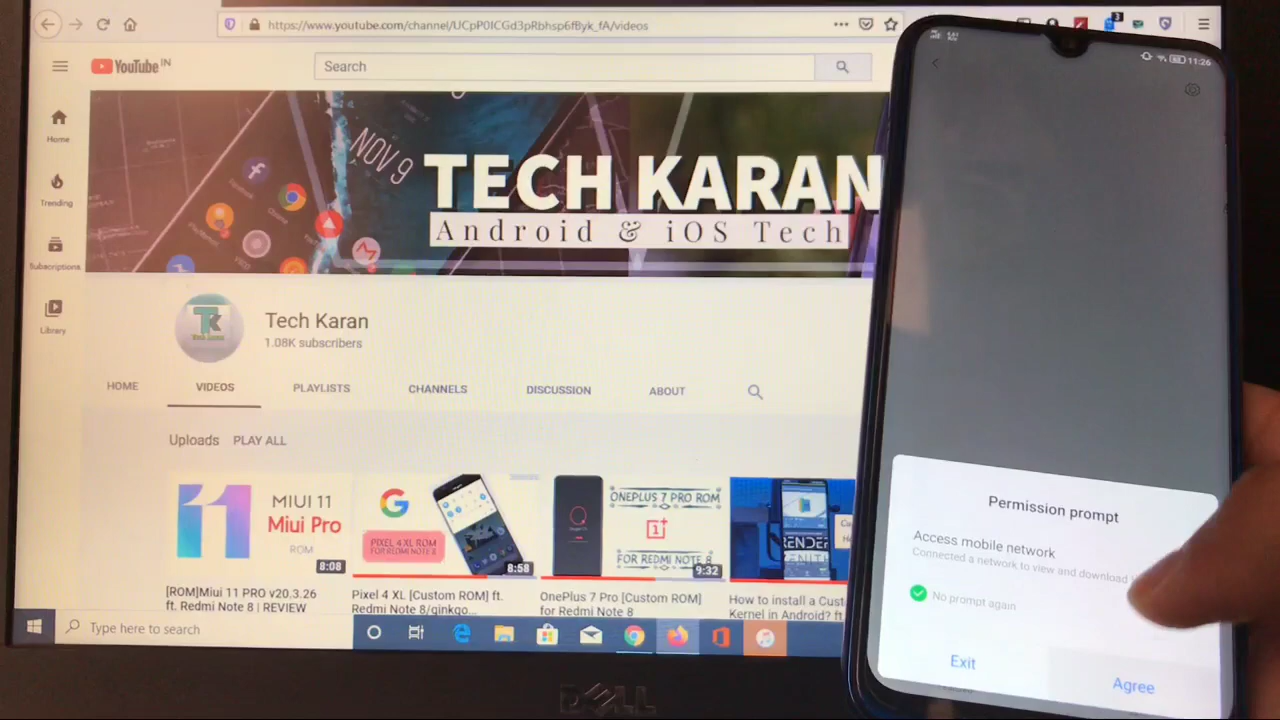 https://www.youtube.com/channel/UCpP0ICGd3pRbhsp6fByk_fA/videos
3
YouTube IN
Search
Home
Trending
Subscriptions
Library
NOV 9
TECH KARAN
Android & iOS Tech
Tech Karan
1.08K subscribers
HOME
VIDEOS
PLAYLISTS
CHANNELS
DISCUSSION
ABOUT
Uploads
PLAY ALL
MIUI 11
Miui Pro
ROM
8:08
[ROM]Miui 11 PRO v20.3.26
ft. Redmi Note 8 | REVIEW
PIXEL 4 XL ROM
FOR REDMI NOTE 8
8:58
Pixel 4 XL [Custom ROM] ft.
Redmi Note 8/ginkgo...
ONEPLUS 7 PRO ROM
FOR REDMI NOTE 8
9:32
OnePlus 7 Pro [Custom ROM]
for Redmi Note 8
RENDER
ZENITH
How to install a Cust
Kernel in Android? ft
Type here to search
DELL
11:26
Permission prompt
Access mobile network
Connected a network to view and download
No prompt again
Exit
Agree